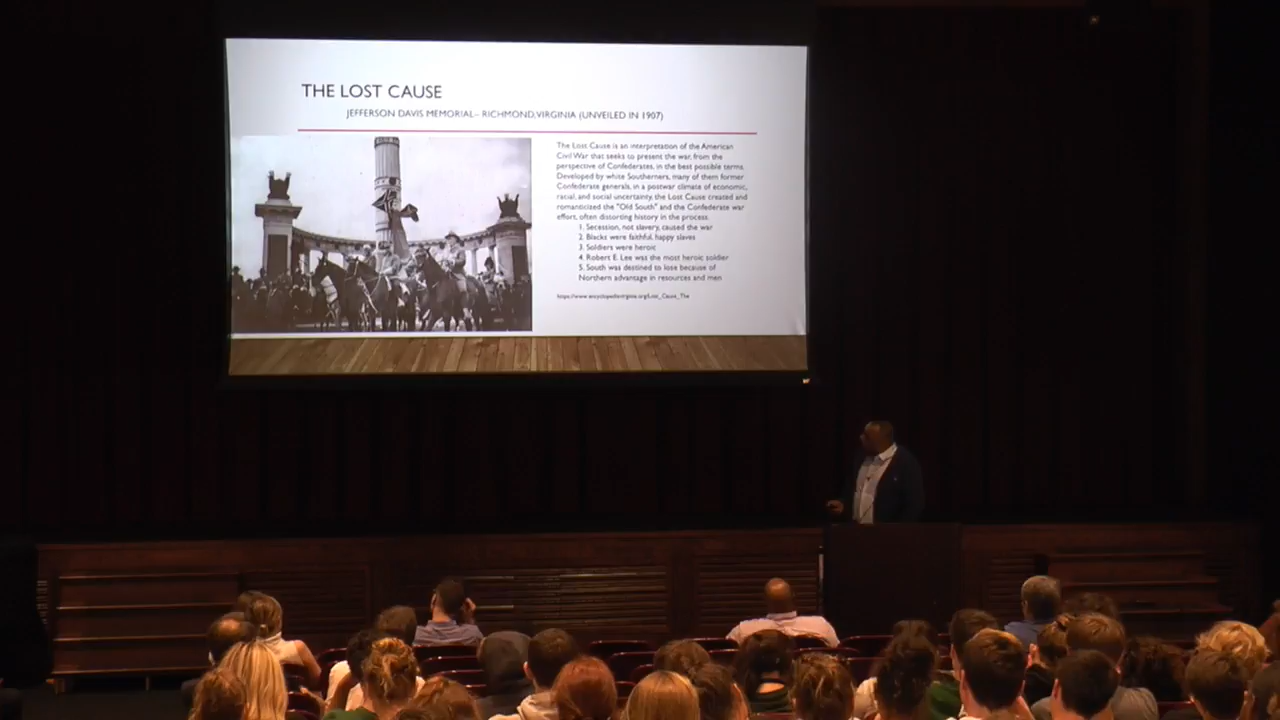 THE LOST CAUSE
JEFFERSON DAVIS MEMORIAL– RICHMOND, VIRGINIA (UNVEILED IN 1907)
The Lost Cause is an interpretation of the American
Civil War that seeks to present the war, from the
perspective of Confederates, in the best possible terms.
Developed by white Southerners, many of them former
Confederate generals, in a postwar climate of economic,
racial, and social uncertainty, the Lost Cause created and
romanticized the "Old South" and the Confederate war
effort, often distorting history in the process.
1. Secession, not slavery, caused the war
2. Blacks were faithful, happy slaves
3. Soldiers were heroic
4. Robert E. Lee was the most heroic soldier
5. South was destined to lose because of
Northern advantage in resources and men
https://www.encyclopediavirginia.org/Lost_Cause_The